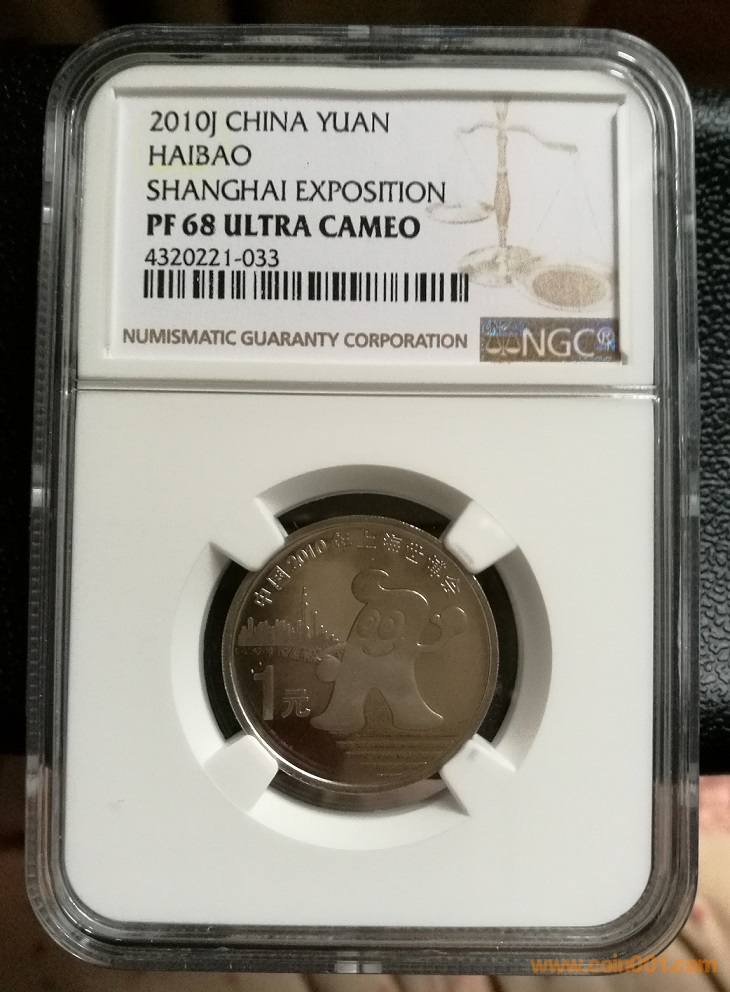 2010J CHINA YUAN
HAIBAO
SHANGHAI EXPOSITION
PF 68 ULTRA CAMEO
4320221-033
NUMISMATIC GUARANTY CORPORATION
NGC®
中国2010年上海世博会
1元
www.coin001.com